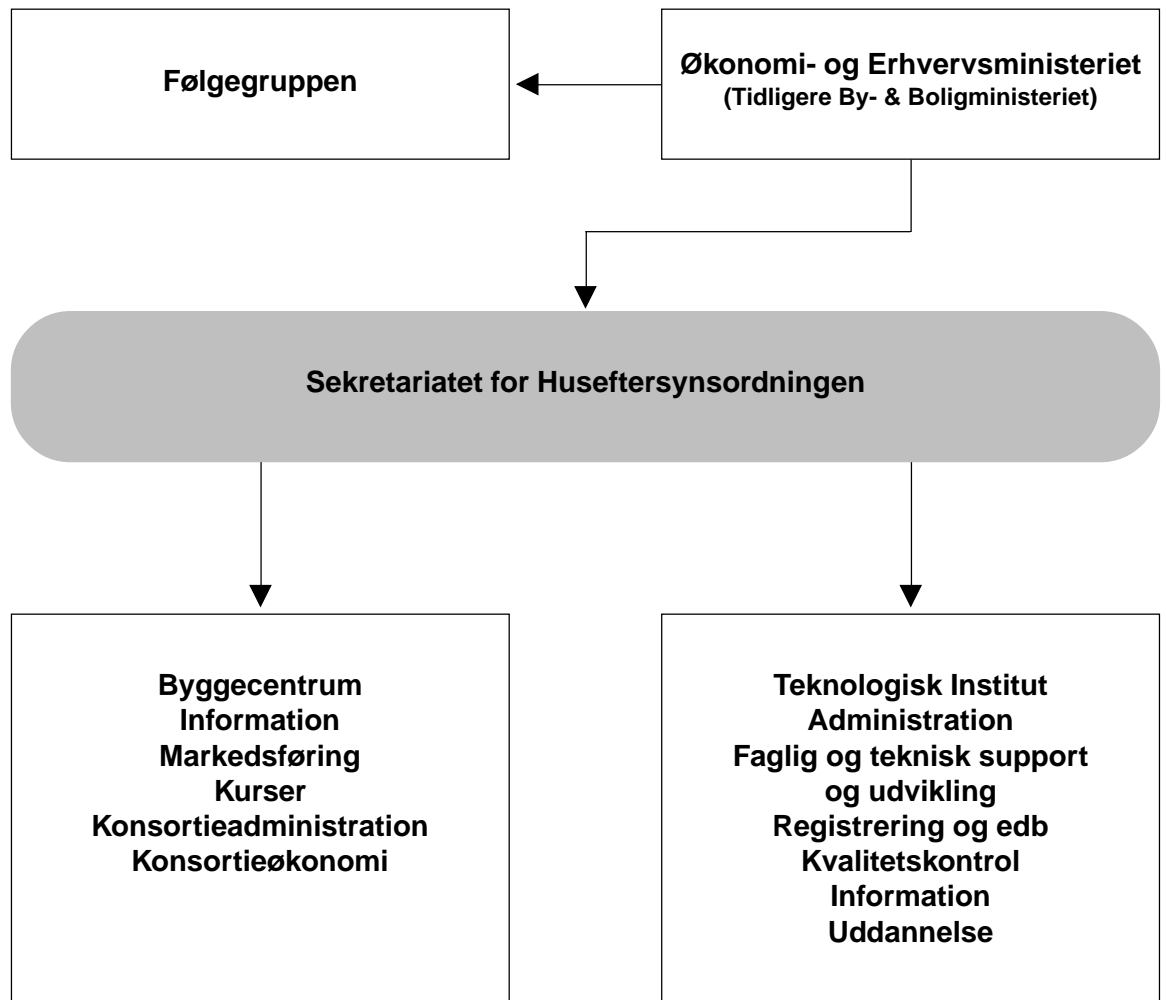 Følgegruppen
Økonomi- og Erhvervsministeriet
(Tidligere By- & Boligministeriet)
Sekretariatet for Huseftersynsordningen
Byggecentrum
Information
Markedsføring
Kurser
Konsortieadministration
Konsortieøkonomi
Teknologisk Institut
Administration
Faglig og teknisk support
og udvikling
Registrering og edb
Kvalitetskontrol
Information
Uddannelse